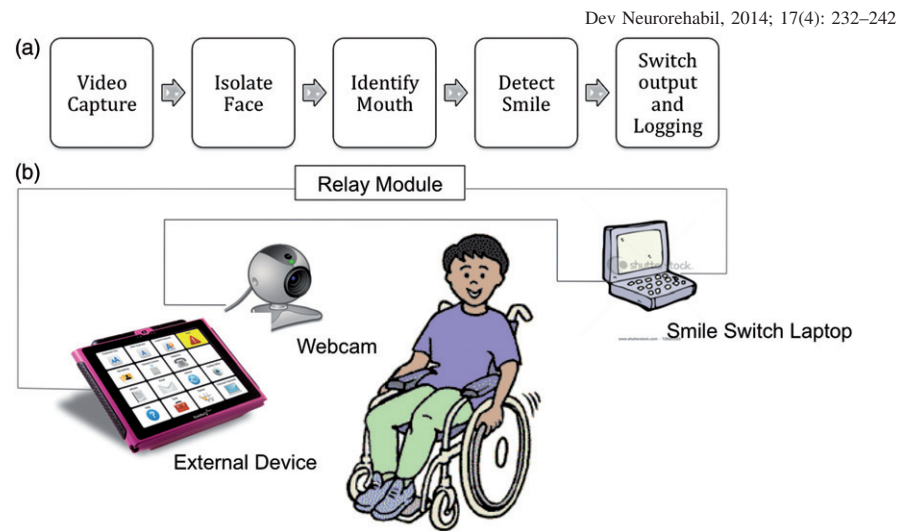 Dev Neurorehabil, 2014; 17(4): 232–242
(a)
Video
Capture
Isolate
Face
Identify
Mouth
Detect
Smile
Switch
output
and
Logging
(b)
Relay Module
shutterstock.
Webcam
Smile Switch Laptop
External Device